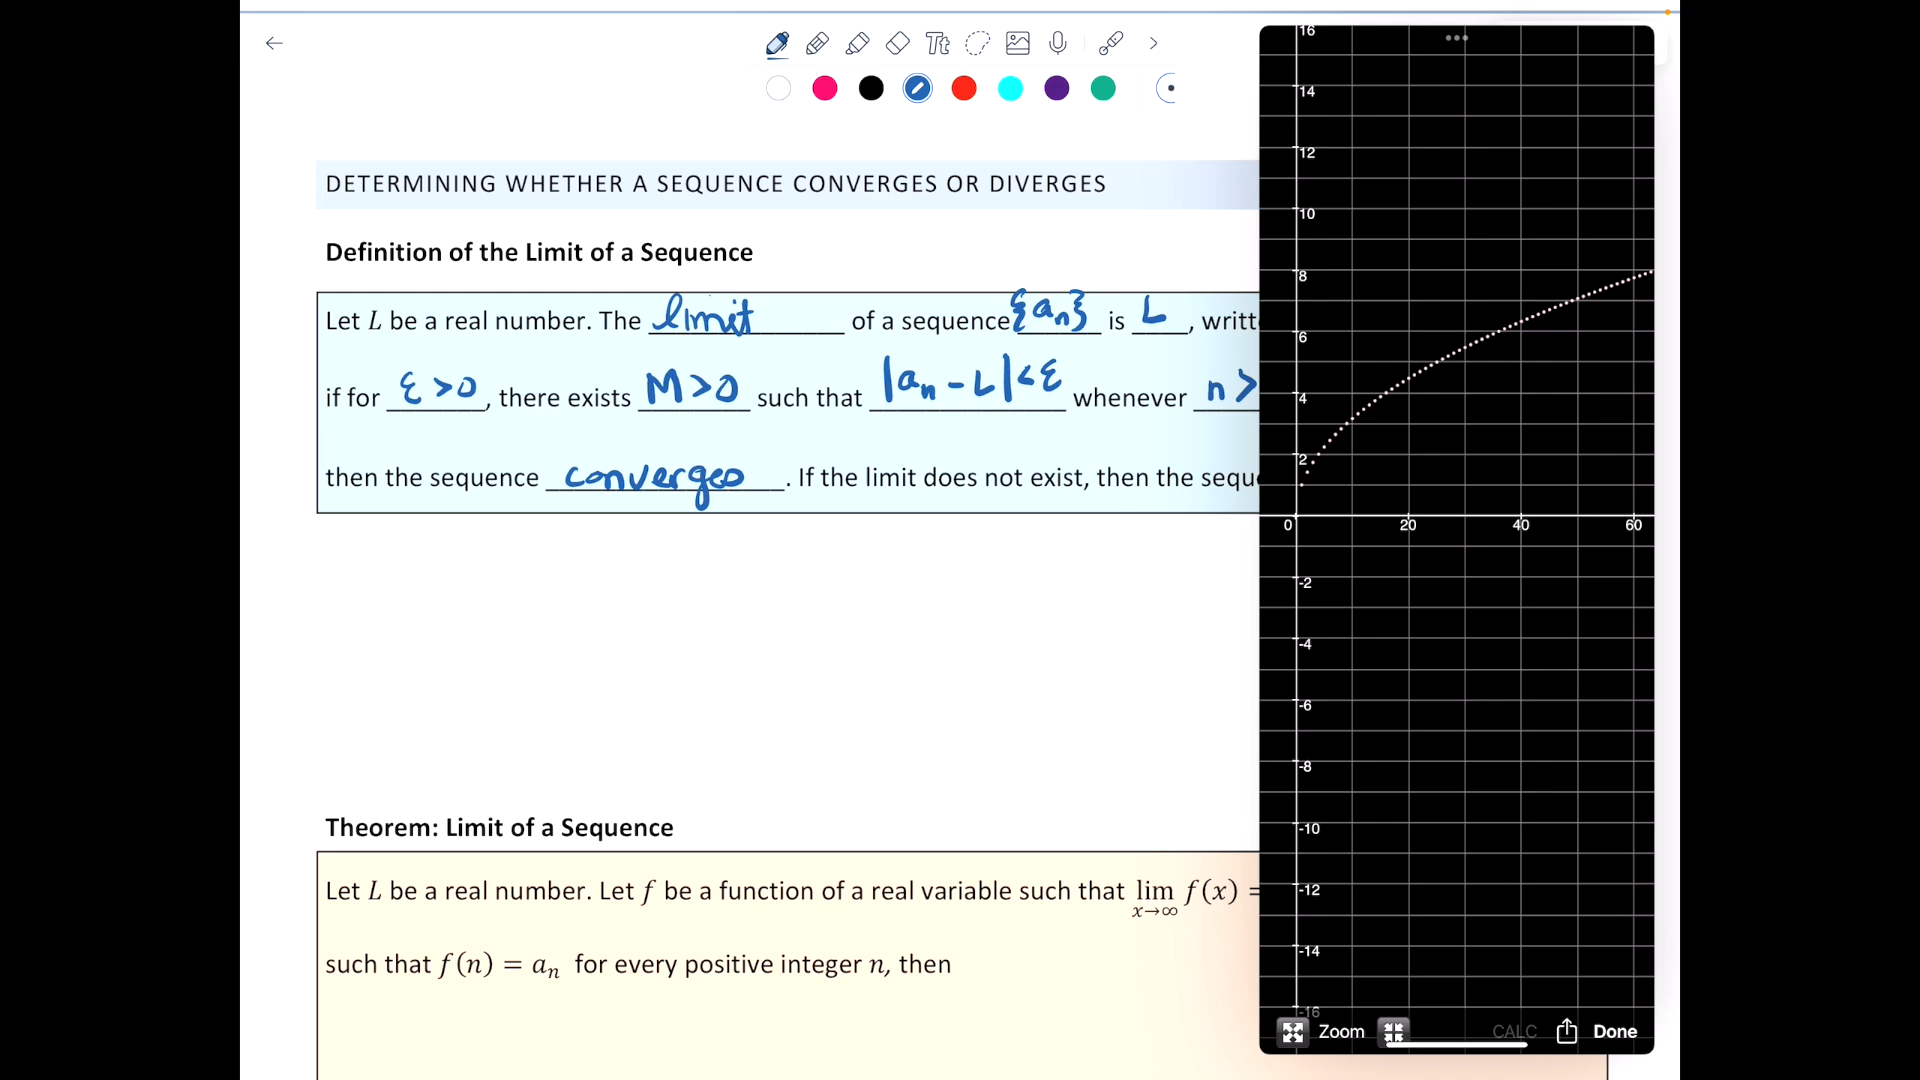 Tt
DETERMINING WHETHER A SEQUENCE CONVERGES OR DIVERGES
Definition of the Limit of a Sequence
Let L be a real number. The limit of a sequence {aₙ} is L, writt
if for ε>0, there exists M>0 such that |aₙ - L|<ε whenever n>
then the sequence converges. If the limit does not exist, then the sequ
Theorem: Limit of a Sequence
Let L be a real number. Let f be a function of a real variable such that lim x→∞ f(x) =
such that f(n) = aₙ for every positive integer n, then
16
14
12
10
8
6
4
2
0 20 40 60
-2
-4
-6
-8
-10
-12
-14
-16
Zoom CALC Done